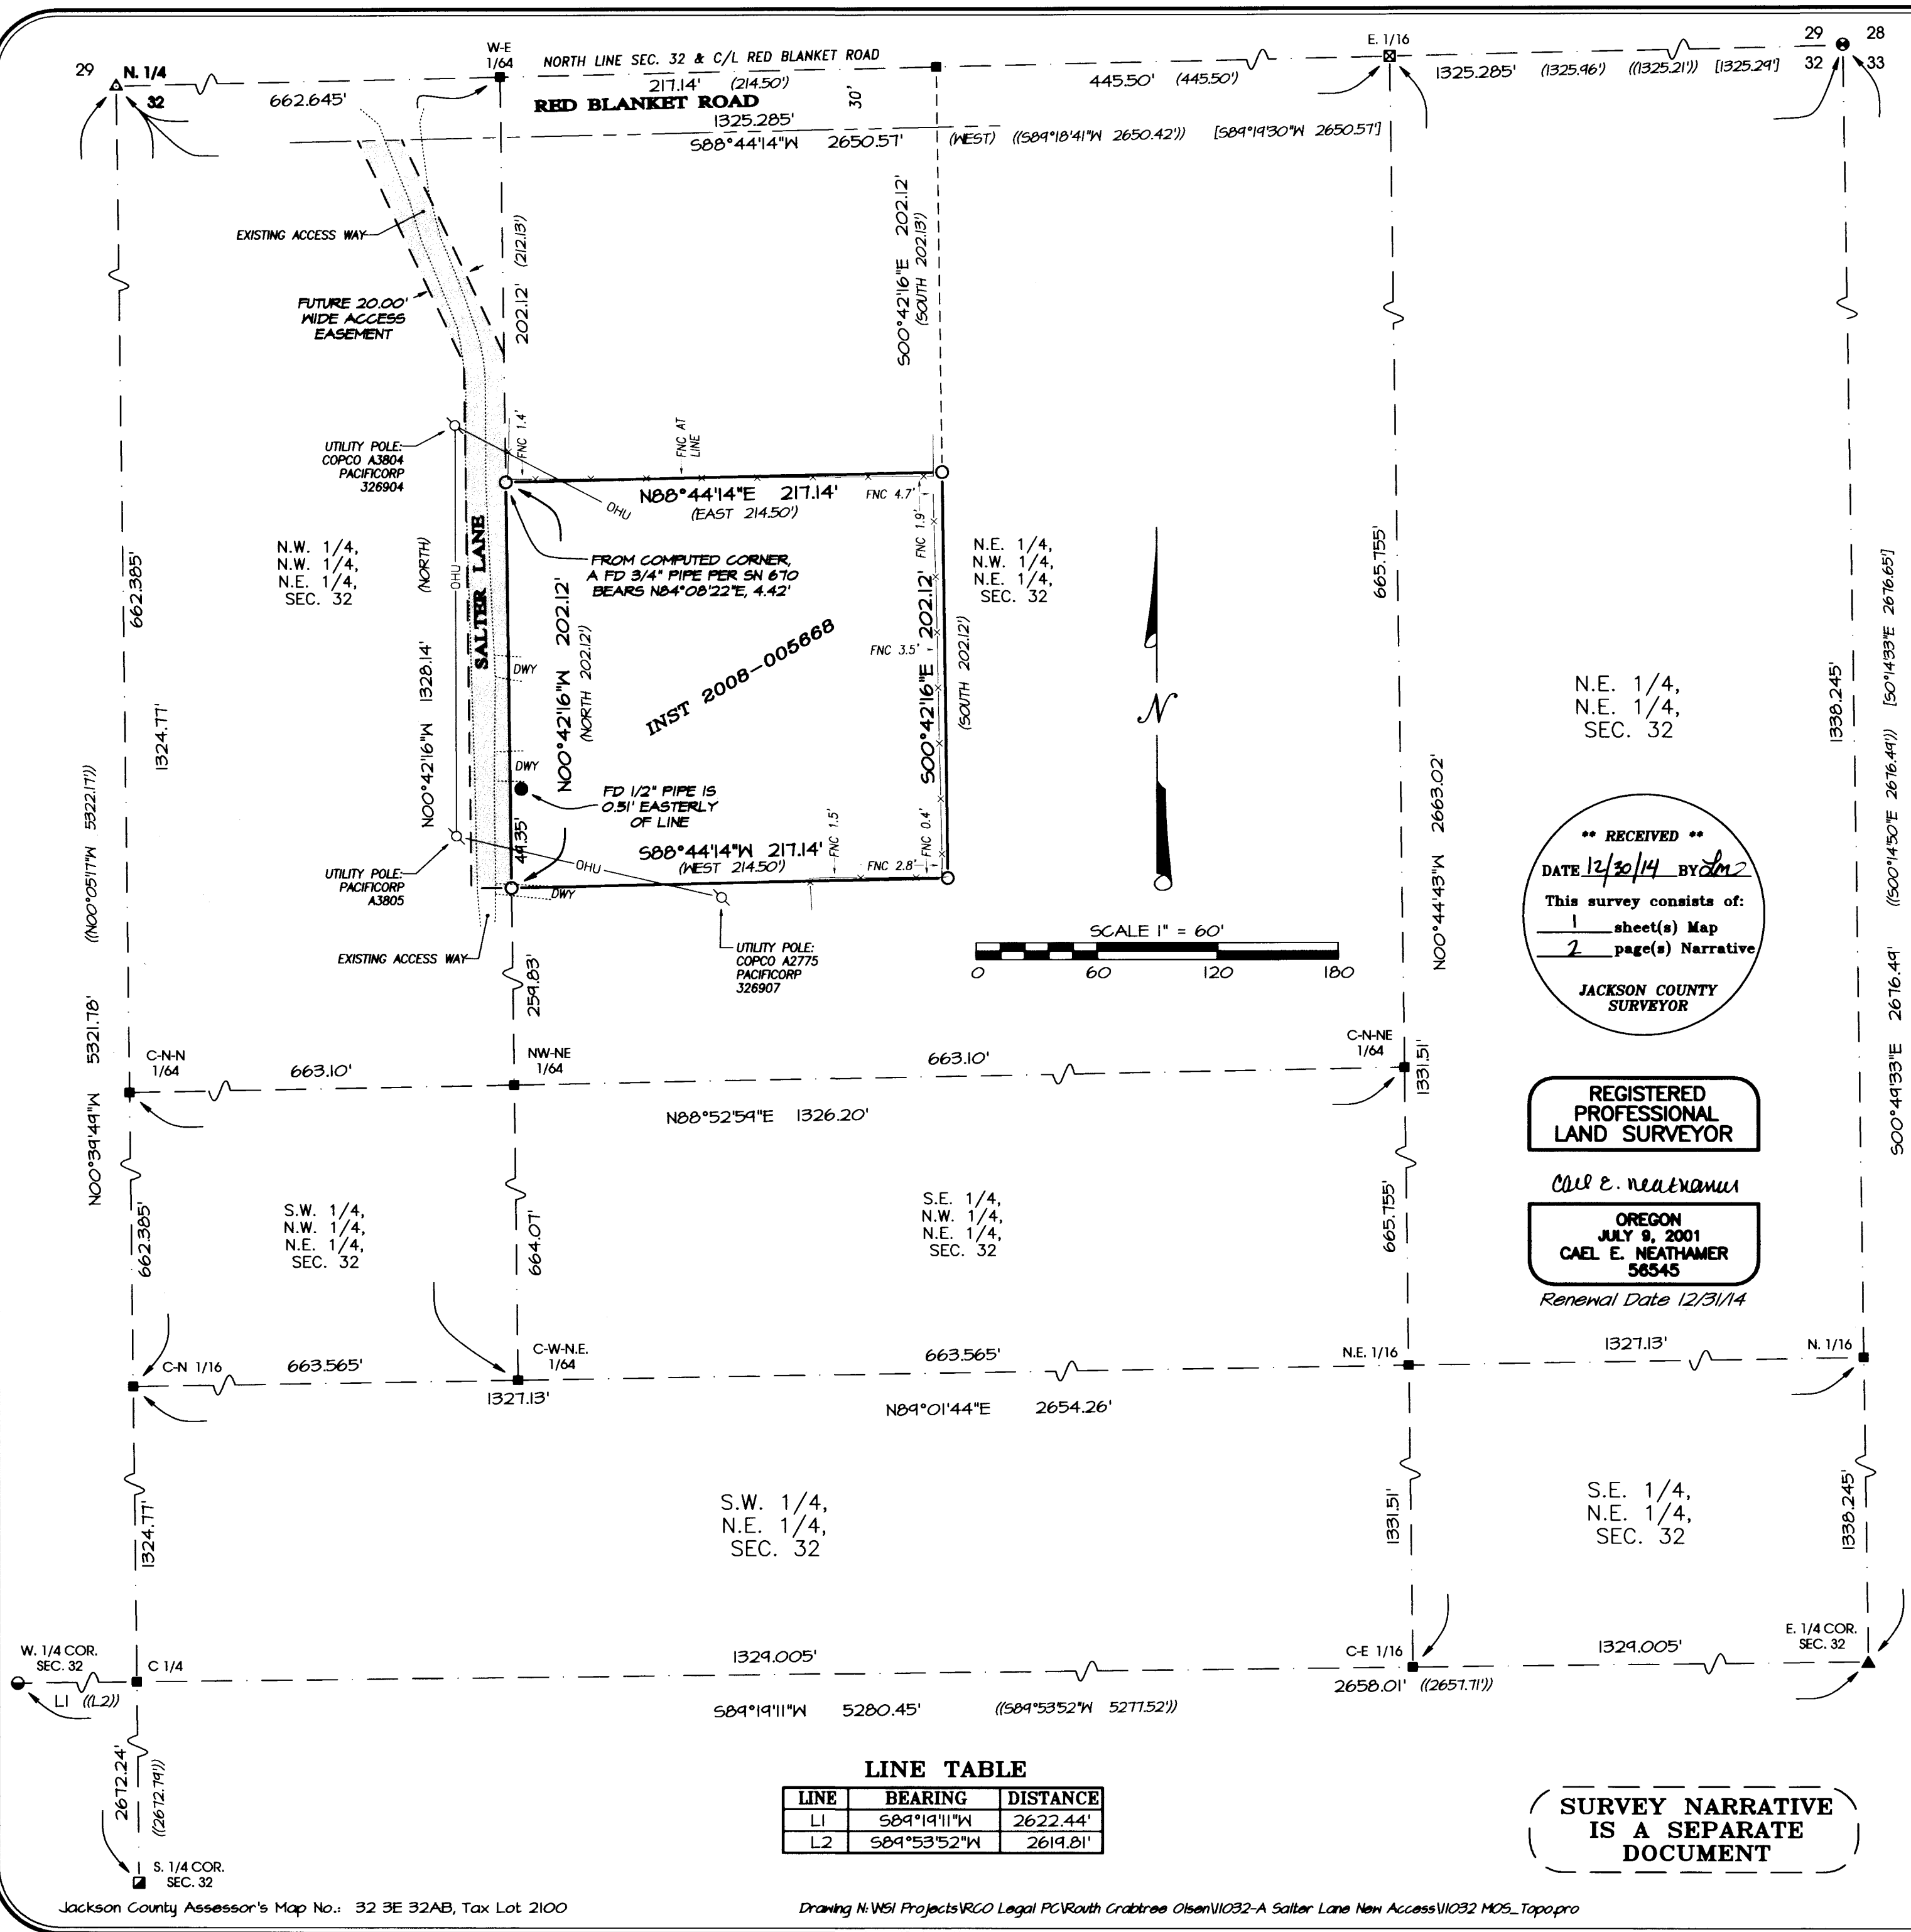 29
N. 1/4
32
W-E
1/64
NORTH LINE SEC. 32 & C/L RED BLANKET ROAD
E. 1/16
29
28
32
33
662.645'
217.14' (214.50')
RED BLANKET ROAD
30'
445.50' (445.50')
1325.285' (1325.96') ((1325.21')) [1325.29']
1325.285'
S88°44'14"W 2650.57' (WEST) ((S89°18'41"W 2650.42')) [S89°19'30"W 2650.57']
EXISTING ACCESS WAY
202.12' (212.13')
S00°42'16"E 202.12'
(SOUTH 202.13')
FUTURE 20.00'
WIDE ACCESS
EASEMENT
UTILITY POLE:
COPCO A3804
PACIFICORP
326904
FNC 1.4'
FNC AT
LINE
N88°44'14"E 217.14'
(EAST 214.50')
FNC 4.7'
OHU
FNC 1.9'
N.W. 1/4,
N.W. 1/4,
N.E. 1/4,
SEC. 32
N00°42'16"W 1328.14' (NORTH)
OHU
SALTER LANE
FROM COMPUTED CORNER,
A FD 3/4" PIPE PER SN 670
BEARS N84°08'22"E, 4.42'
N.E. 1/4,
N.W. 1/4,
N.E. 1/4,
SEC. 32
N00°42'16"W 202.12'
(NORTH 202.12')
INST 2008-005668
FNC 3.5'
S00°42'16"E 202.12'
(SOUTH 202.12')
DWY
DWY
FD 1/2" PIPE IS
0.51' EASTERLY
OF LINE
49.35'
S88°44'14"W 217.14'
(WEST 214.50')
FNC 1.5'
FNC 0.4'
FNC 2.8'
OHU
DWY
UTILITY POLE:
PACIFICORP
A3805
EXISTING ACCESS WAY
UTILITY POLE:
COPCO A2775
PACIFICORP
326907
259.83'
N
SCALE 1" = 60'
0 60 120 180
662.385'
1324.77'
((N00°05'17"W 5322.17'))
N00°39'49"W 5321.78'
665.755'
N00°44'43"W 2663.02'
N.E. 1/4,
N.E. 1/4,
SEC. 32
1338.245'
S00°49'33"E 2676.49' ((S00°14'50"E 2676.49')) [S0°14'33"E 2676.65']
** RECEIVED **
DATE 12/30/14 BY
This survey consists of:
1 sheet(s) Map
2 page(s) Narrative
JACKSON COUNTY
SURVEYOR
C-N-N
1/64
663.10'
NW-NE
1/64
663.10'
C-N-NE
1/64
1331.51'
N88°52'59"E 1326.20'
REGISTERED
PROFESSIONAL
LAND SURVEYOR
Cael E. Neathamer
OREGON
JULY 9, 2001
CAEL E. NEATHAMER
56545
Renewal Date 12/31/14
662.385'
S.W. 1/4,
N.W. 1/4,
N.E. 1/4,
SEC. 32
664.07'
S.E. 1/4,
N.W. 1/4,
N.E. 1/4,
SEC. 32
665.755'
C-N 1/16
663.565'
C-W-N.E.
1/64
663.565'
N.E. 1/16
1327.13'
N. 1/16
1327.13'
N89°01'44"E 2654.26'
1324.77'
S.W. 1/4,
N.E. 1/4,
SEC. 32
1331.51'
S.E. 1/4,
N.E. 1/4,
SEC. 32
1338.245'
W. 1/4 COR.
SEC. 32
L1 ((L2))
C 1/4
1329.005'
C-E 1/16
1329.005'
E. 1/4 COR.
SEC. 32
2658.01' ((2657.71'))
S89°19'11"W 5280.45' ((S89°53'52"W 5277.52'))
2672.24'
((2672.79'))
S. 1/4 COR.
SEC. 32
LINE TABLE
LINE BEARING DISTANCE
L1 S89°19'11"W 2622.44'
L2 S89°53'52"W 2619.81'
SURVEY NARRATIVE
IS A SEPARATE
DOCUMENT
Jackson County Assessor's Map No.: 32 3E 32AB, Tax Lot 2100
Drawing N:\WSI Projects\RCO Legal PC\Routh Crabtree Olsen\11032-A Salter Lane New Access\11032 MOS_Topo.pro